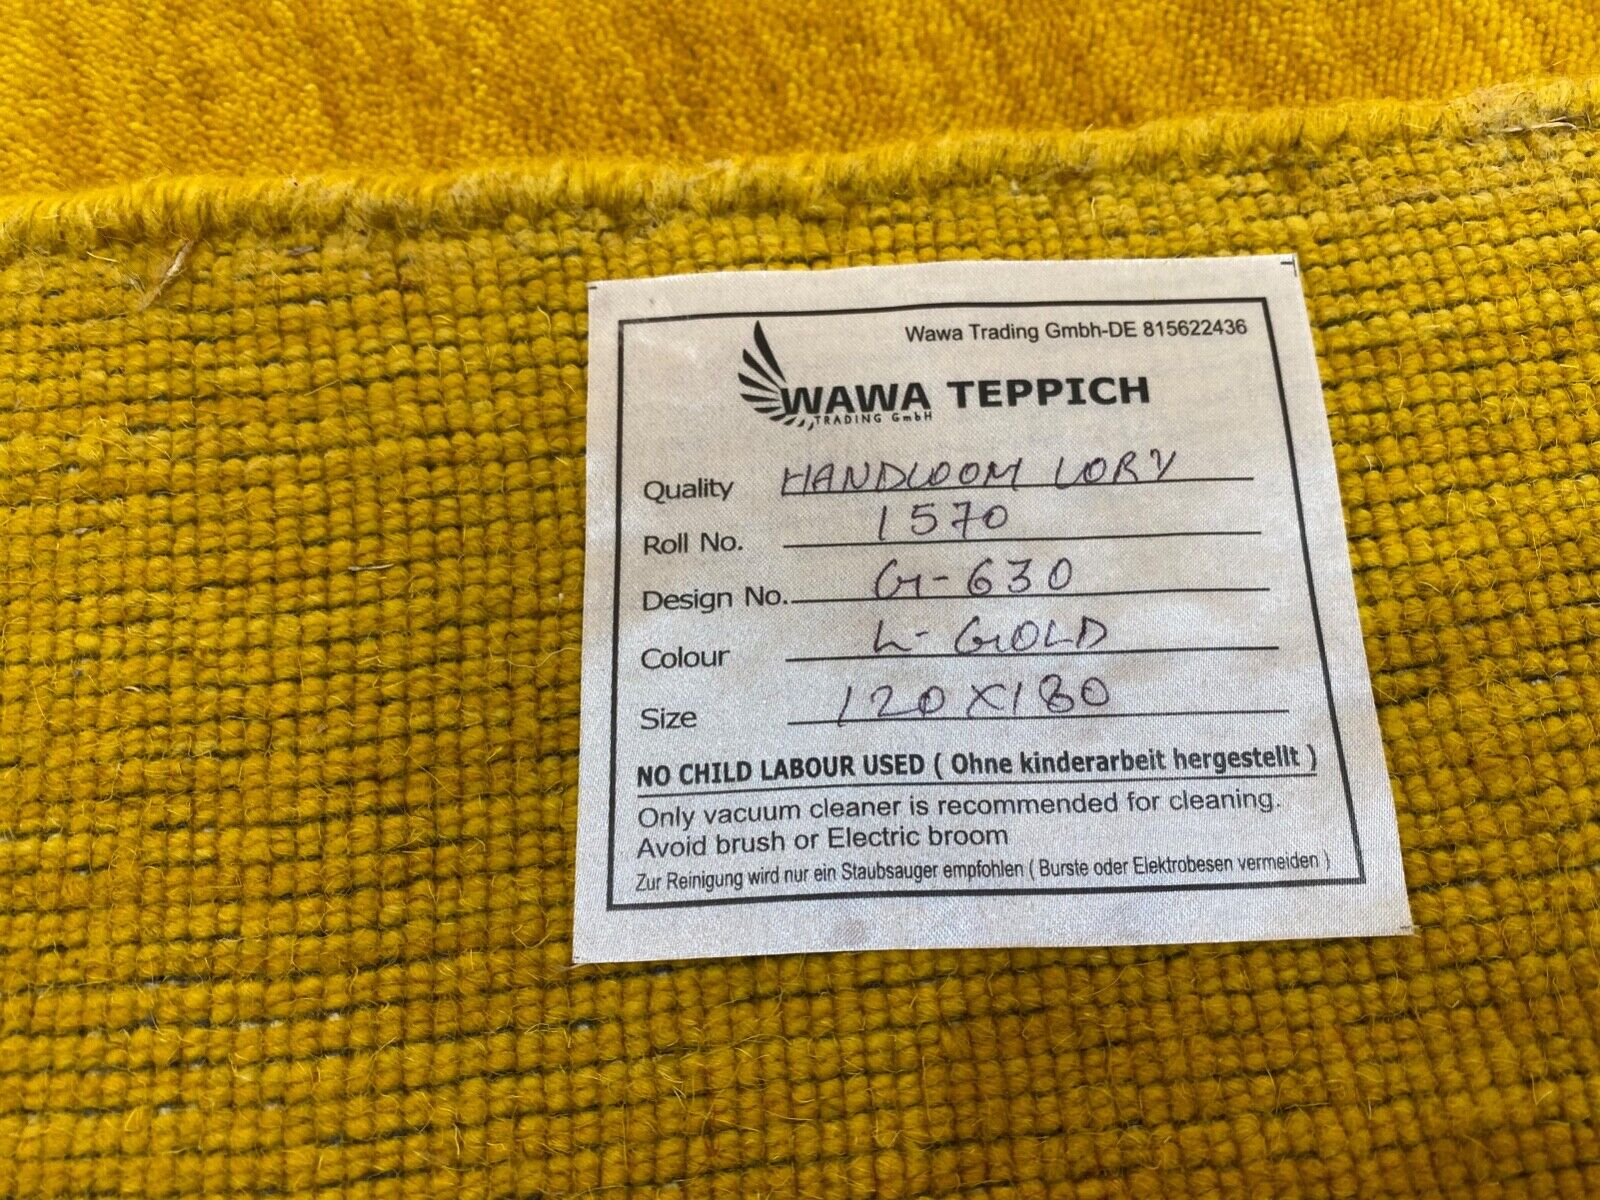 Wawa Trading Gmbh-DE 815622436
WAWA TEPPICH
TRADING GmbH
Quality HANDLOOM LORY
Roll No. 1570
Design No. G-630
Colour L-GOLD
Size 120X180
NO CHILD LABOUR USED ( Ohne kinderarbeit hergestellt )
Only vacuum cleaner is recommended for cleaning.
Avoid brush or Electric broom
Zur Reinigung wird nur ein Staubsauger empfohlen ( Burste oder Elektrobesen vermeiden )